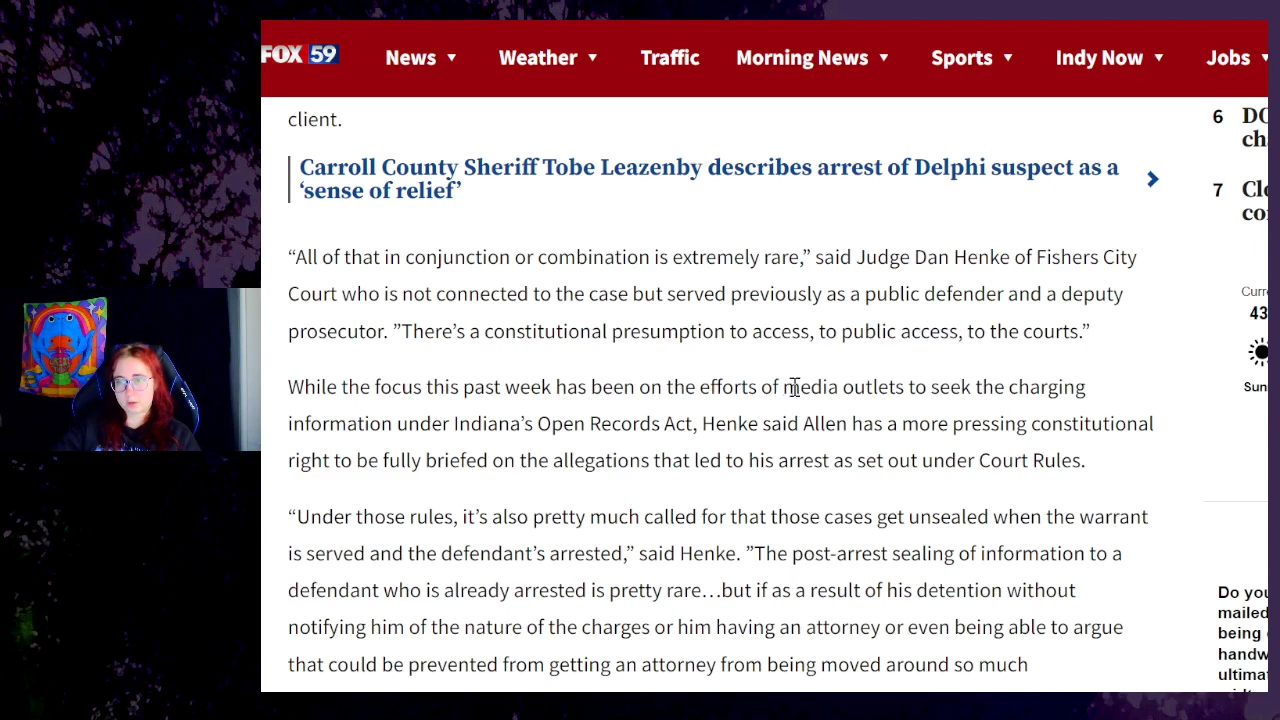 FOX 59 News Weather Traffic Morning News Sports Indy Now Jobs
client.
Carroll County Sheriff Tobe Leazenby describes arrest of Delphi suspect as a
‘sense of relief’
“All of that in conjunction or combination is extremely rare,” said Judge Dan Henke of Fishers City
Court who is not connected to the case but served previously as a public defender and a deputy
prosecutor. ”There’s a constitutional presumption to access, to public access, to the courts.”
While the focus this past week has been on the efforts of media outlets to seek the charging
information under Indiana’s Open Records Act, Henke said Allen has a more pressing constitutional
right to be fully briefed on the allegations that led to his arrest as set out under Court Rules.
“Under those rules, it’s also pretty much called for that those cases get unsealed when the warrant
is served and the defendant’s arrested,” said Henke. ”The post-arrest sealing of information to a
defendant who is already arrested is pretty rare…but if as a result of his detention without
notifying him of the nature of the charges or him having an attorney or even being able to argue
that could be prevented from getting an attorney from being moved around so much
6
7
43
Sun
Do you
mailed
being
handw
ultima